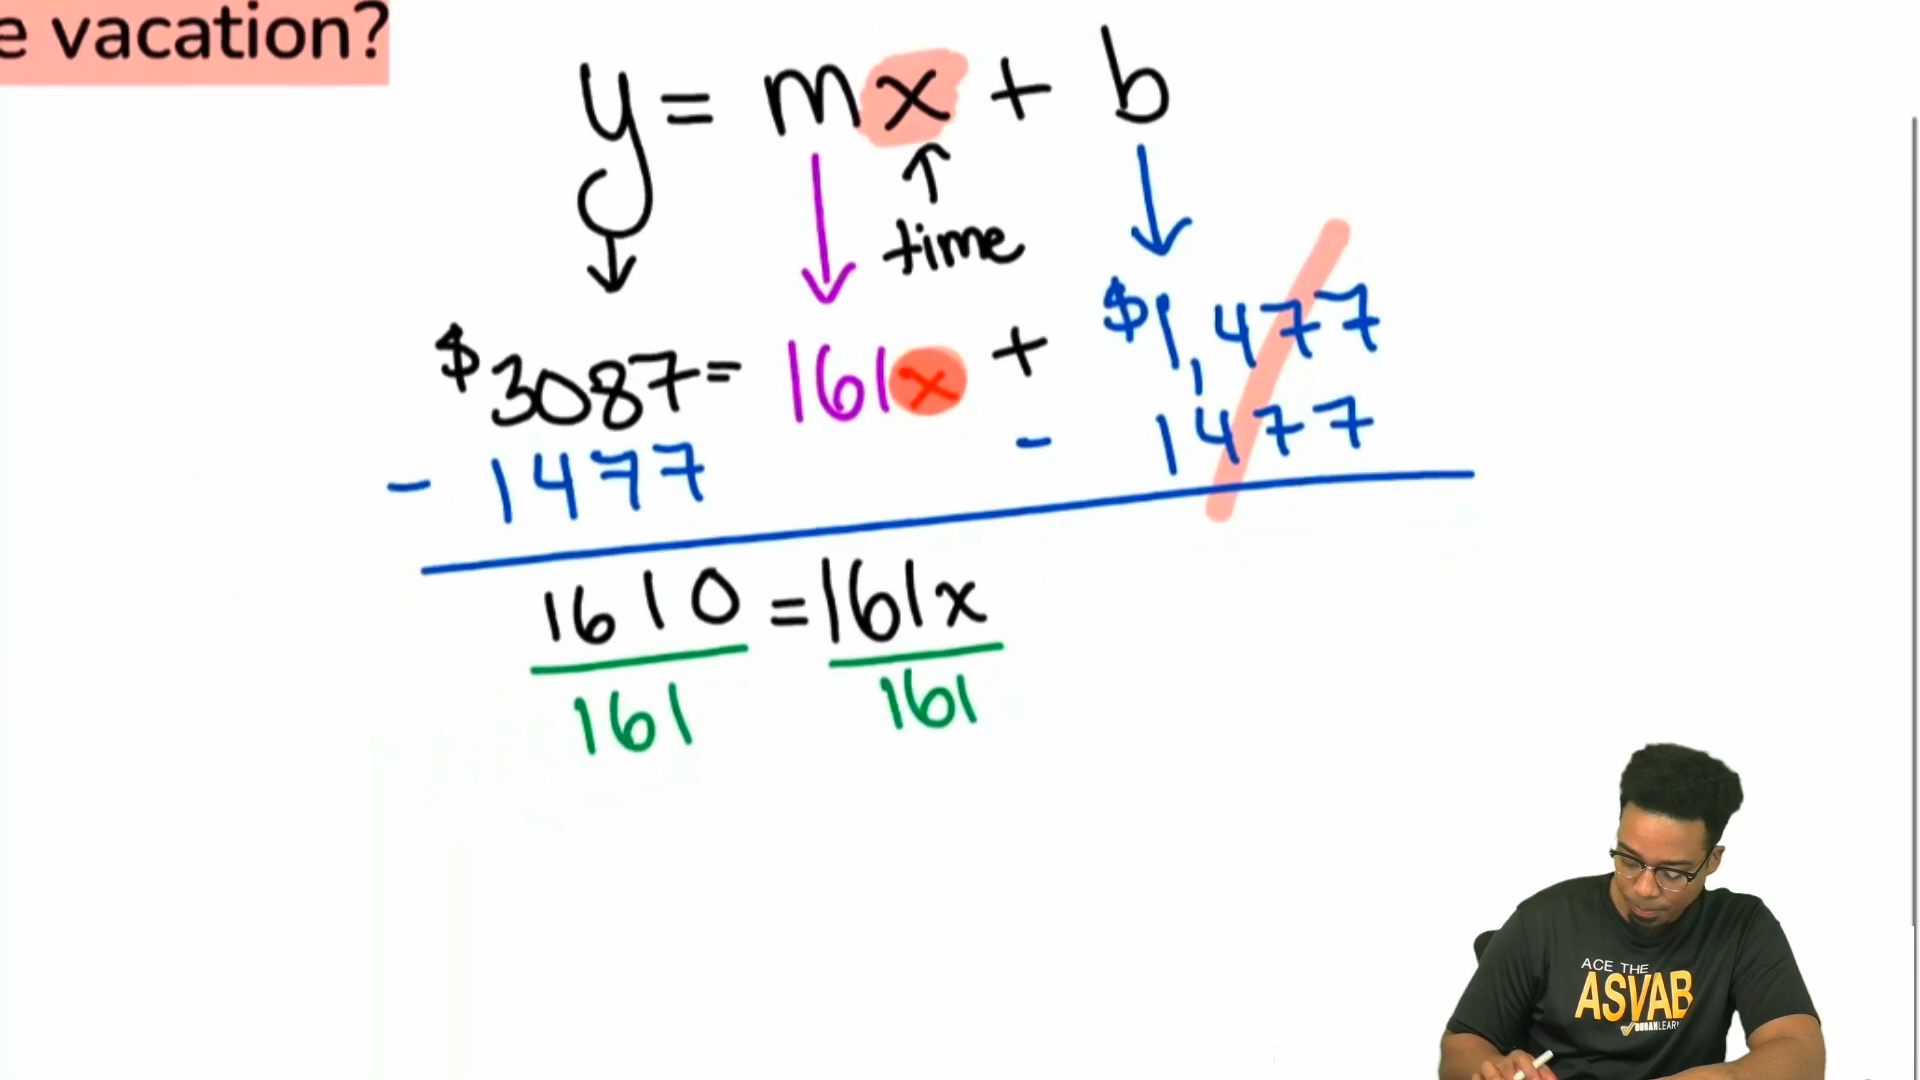 e vacation?
y = mx + b
time
$3087 = 161x + $1,477
- 1477 - 1477
1610 = 161x
161 161
ACE THE
ASVAB